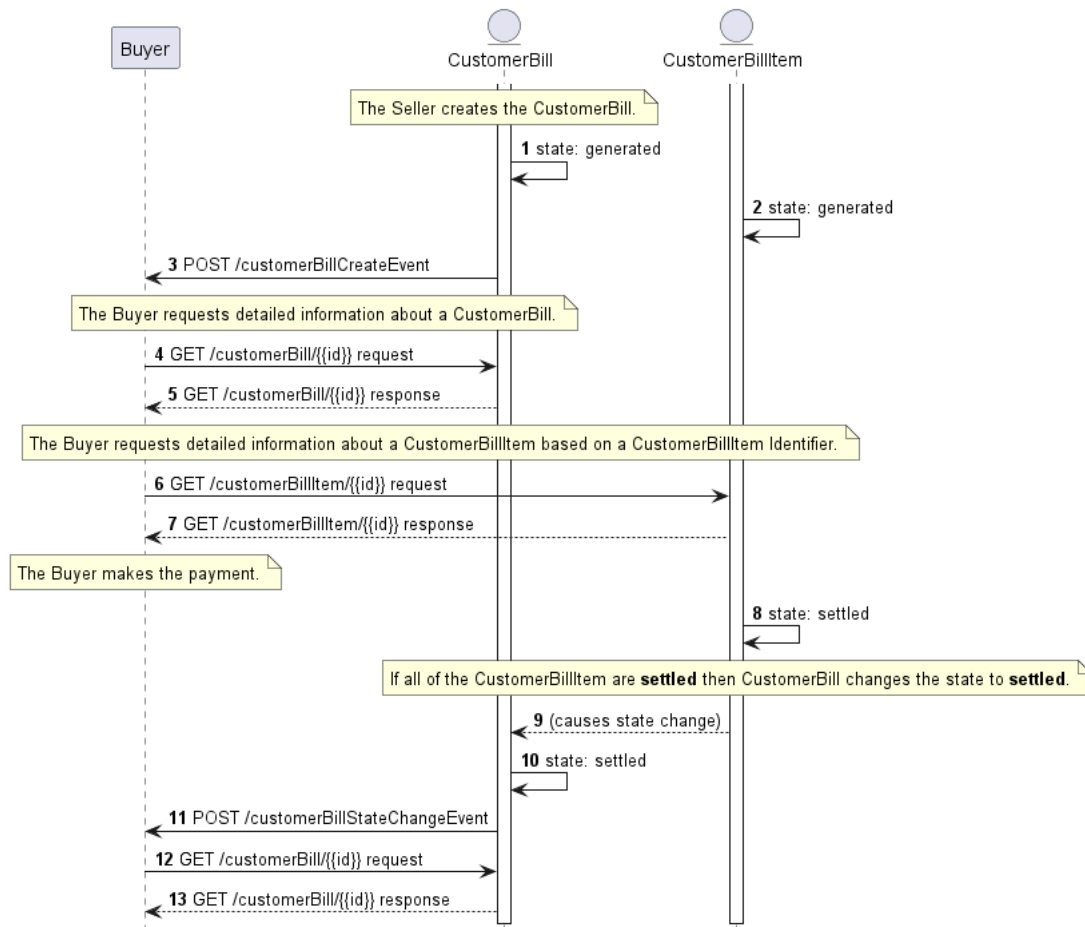 Buyer
CustomerBill
CustomerBillItem
The Seller creates the CustomerBill.
1 state: generated
2 state: generated
3 POST /customerBillCreateEvent
The Buyer requests detailed information about a CustomerBill.
4 GET /customerBill/{{id}} request
5 GET /customerBill/{{id}} response
The Buyer requests detailed information about a CustomerBillItem based on a CustomerBillItem Identifier.
6 GET /customerBillItem/{{id}} request
7 GET /customerBillItem/{{id}} response
The Buyer makes the payment.
8 state: settled
If all of the CustomerBillItem are settled then CustomerBill changes the state to settled.
9 (causes state change)
10 state: settled
11 POST /customerBillStateChangeEvent
12 GET /customerBill/{{id}} request
13 GET /customerBill/{{id}} response